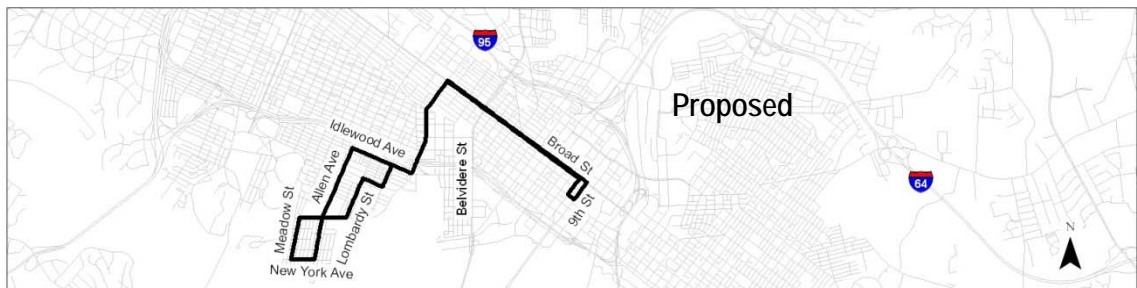 95
Proposed
Idlewood Ave
Broad St
Allen Ave
Belvidere St
64
Meadow St
Lombardy St
9th St
N
New York Ave